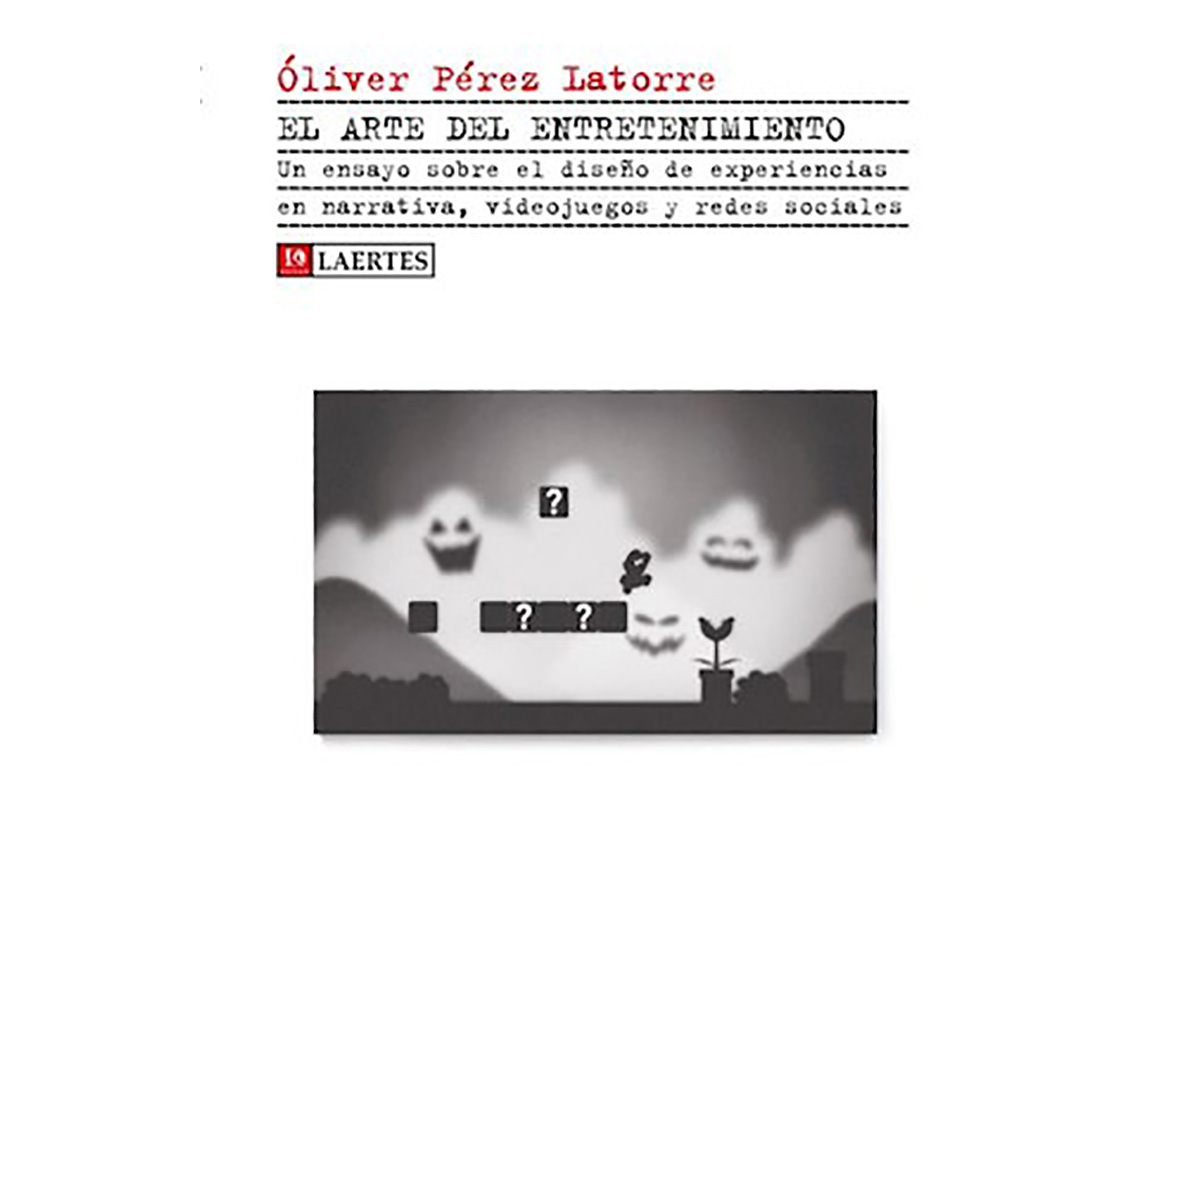 Óliver Pérez Latorre
EL ARTE DEL ENTRETENIMIENTO
Un ensayo sobre el diseño de experiencias
en narrativa, videojuegos y redes sociales
LAERTES
?
? ?